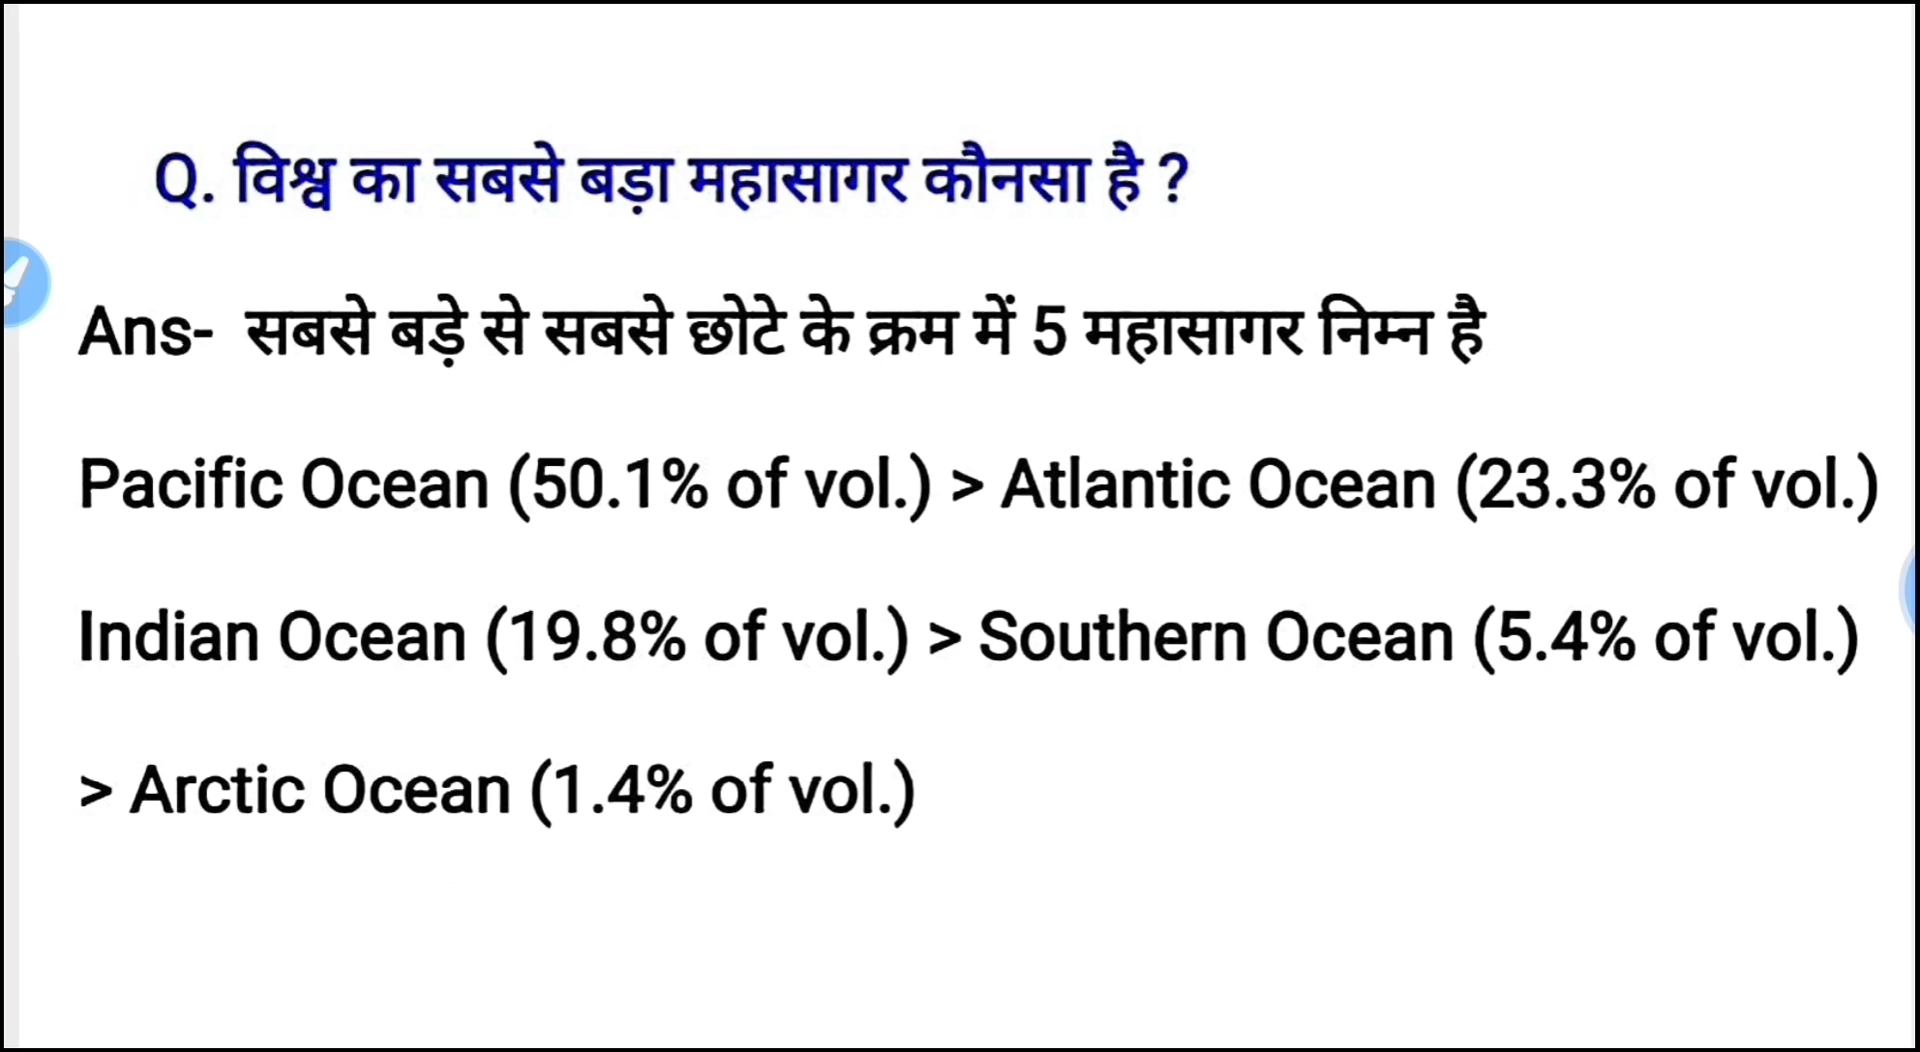 Q. विश्व का सबसे बड़ा महासागर कौनसा है ?
Ans- सबसे बड़े से सबसे छोटे के क्रम में 5 महासागर निम्न है
Pacific Ocean (50.1% of vol.) > Atlantic Ocean (23.3% of vol.)
Indian Ocean (19.8% of vol.) > Southern Ocean (5.4% of vol.)
> Arctic Ocean (1.4% of vol.)